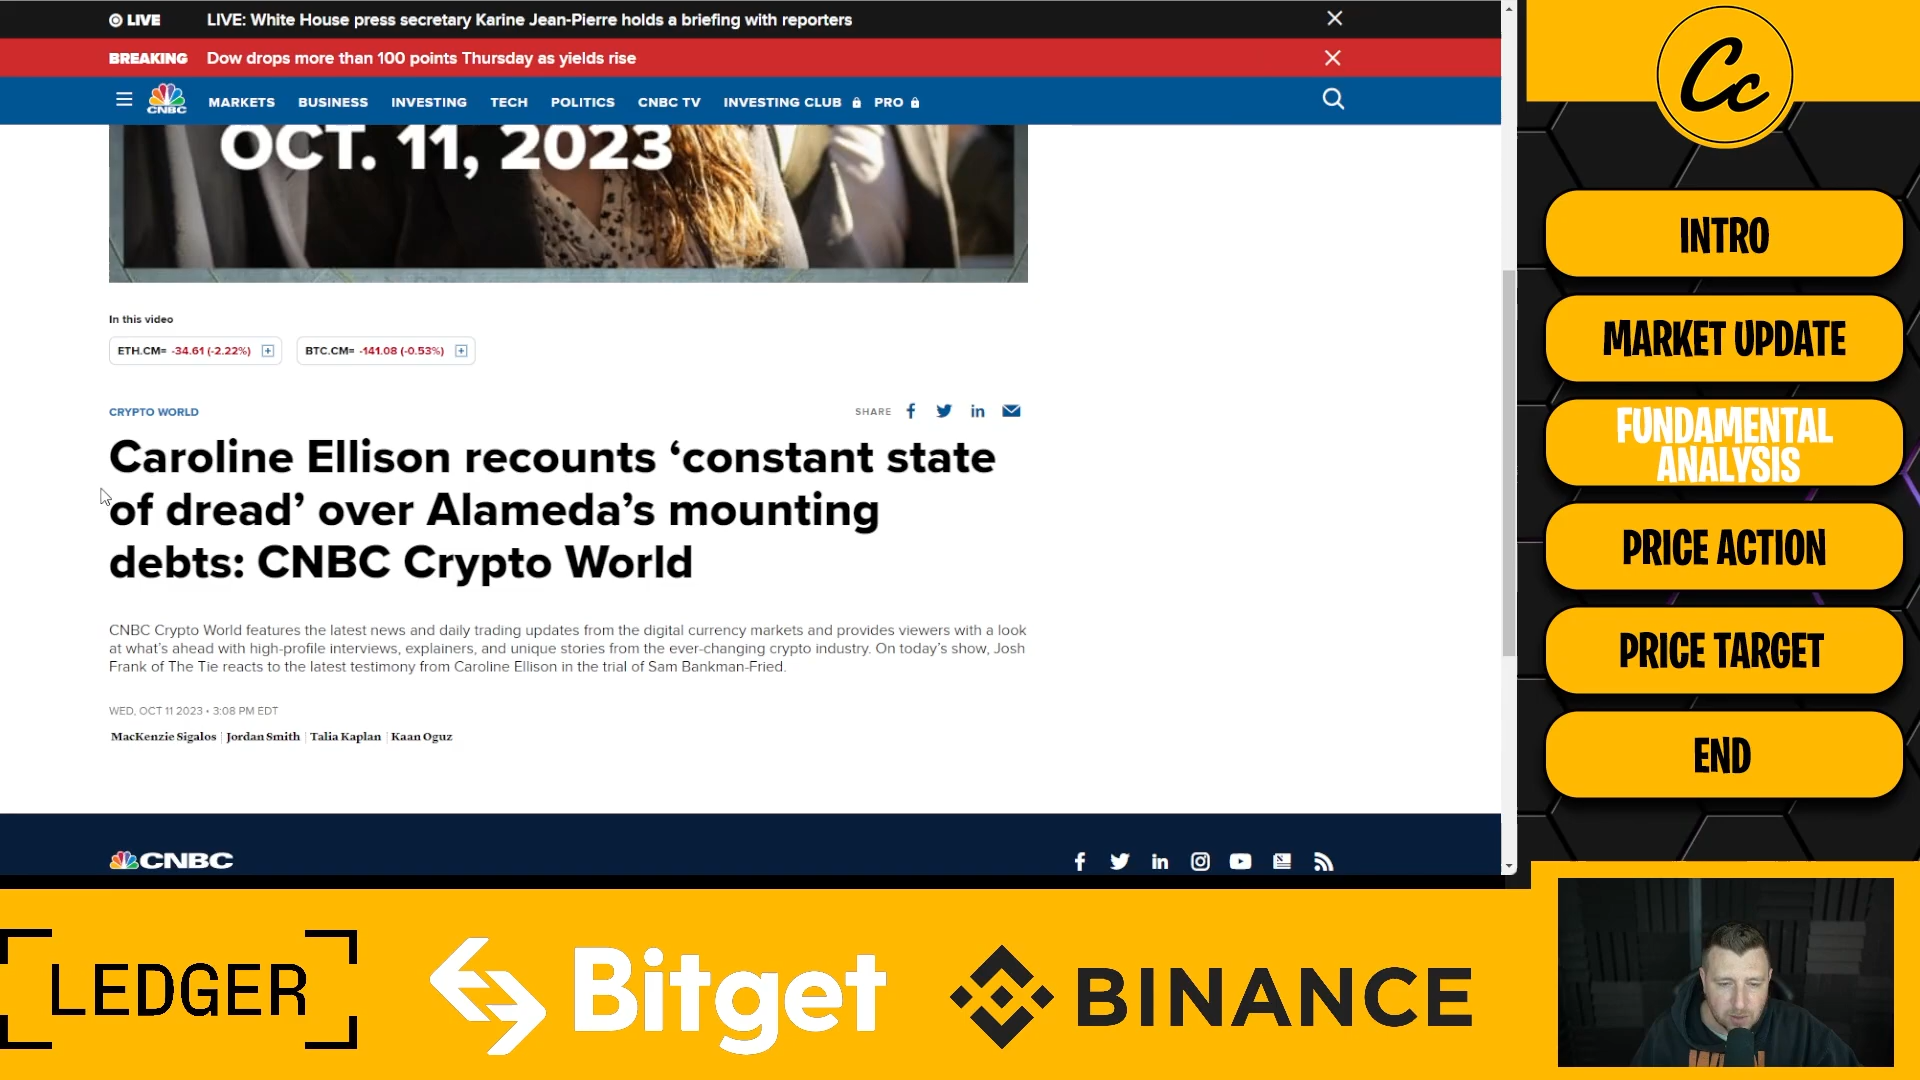 LIVE
LIVE: White House press secretary Karine Jean-Pierre holds a briefing with reporters
BREAKING
Dow drops more than 100 points Thursday as yields rise
CNBC
MARKETS
BUSINESS
INVESTING
TECH
POLITICS
CNBC TV
INVESTING CLUB
PRO
OCT. 11, 2023
In this video
ETH.CM= -34.61 (-2.22%)
BTC.CM= -141.08 (-0.53%)
CRYPTO WORLD
SHARE
Caroline Ellison recounts ‘constant state
of dread’ over Alameda’s mounting
debts: CNBC Crypto World
CNBC Crypto World features the latest news and daily trading updates from the digital currency markets and provides viewers with a look
at what’s ahead with high-profile interviews, explainers, and unique stories from the ever-changing crypto industry. On today’s show, Josh
Frank of The Tie reacts to the latest testimony from Caroline Ellison in the trial of Sam Bankman-Fried.
WED, OCT 11 2023 • 3:08 PM EDT
MacKenzie Sigalos | Jordan Smith | Talia Kaplan | Kaan Oguz
CNBC
Cc
INTRO
MARKET UPDATE
FUNDAMENTAL
ANALYSIS
PRICE ACTION
PRICE TARGET
END
LEDGER
Bitget
BINANCE